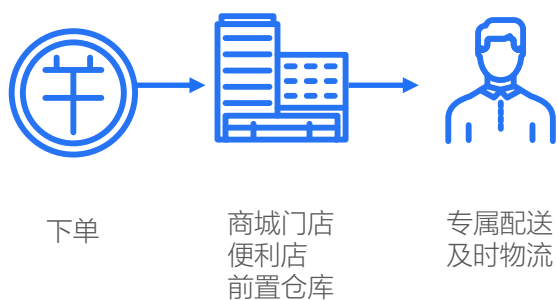 下单
商城门店
便利店
前置仓库
专属配送
及时物流